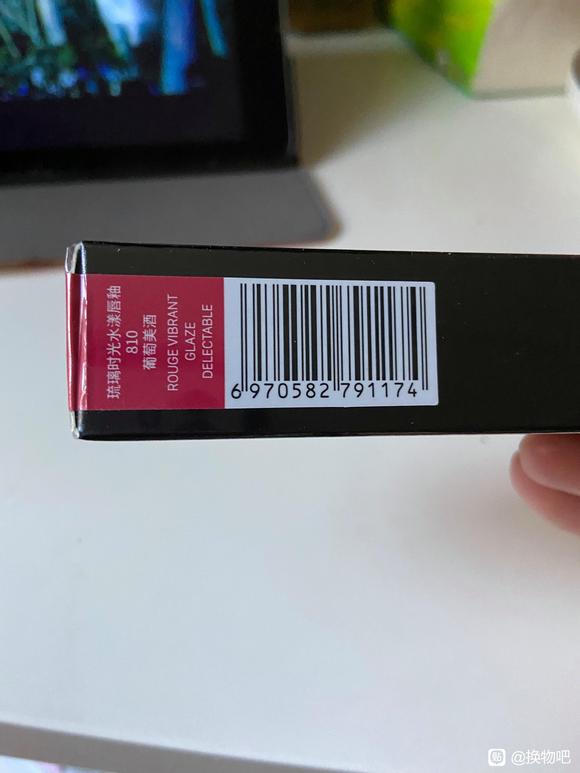 琉璃时光水漾唇釉
810
葡萄美酒
ROUGE VIBRANT
GLAZE
DELECTABLE
6 970582 791174
贴 @换物吧